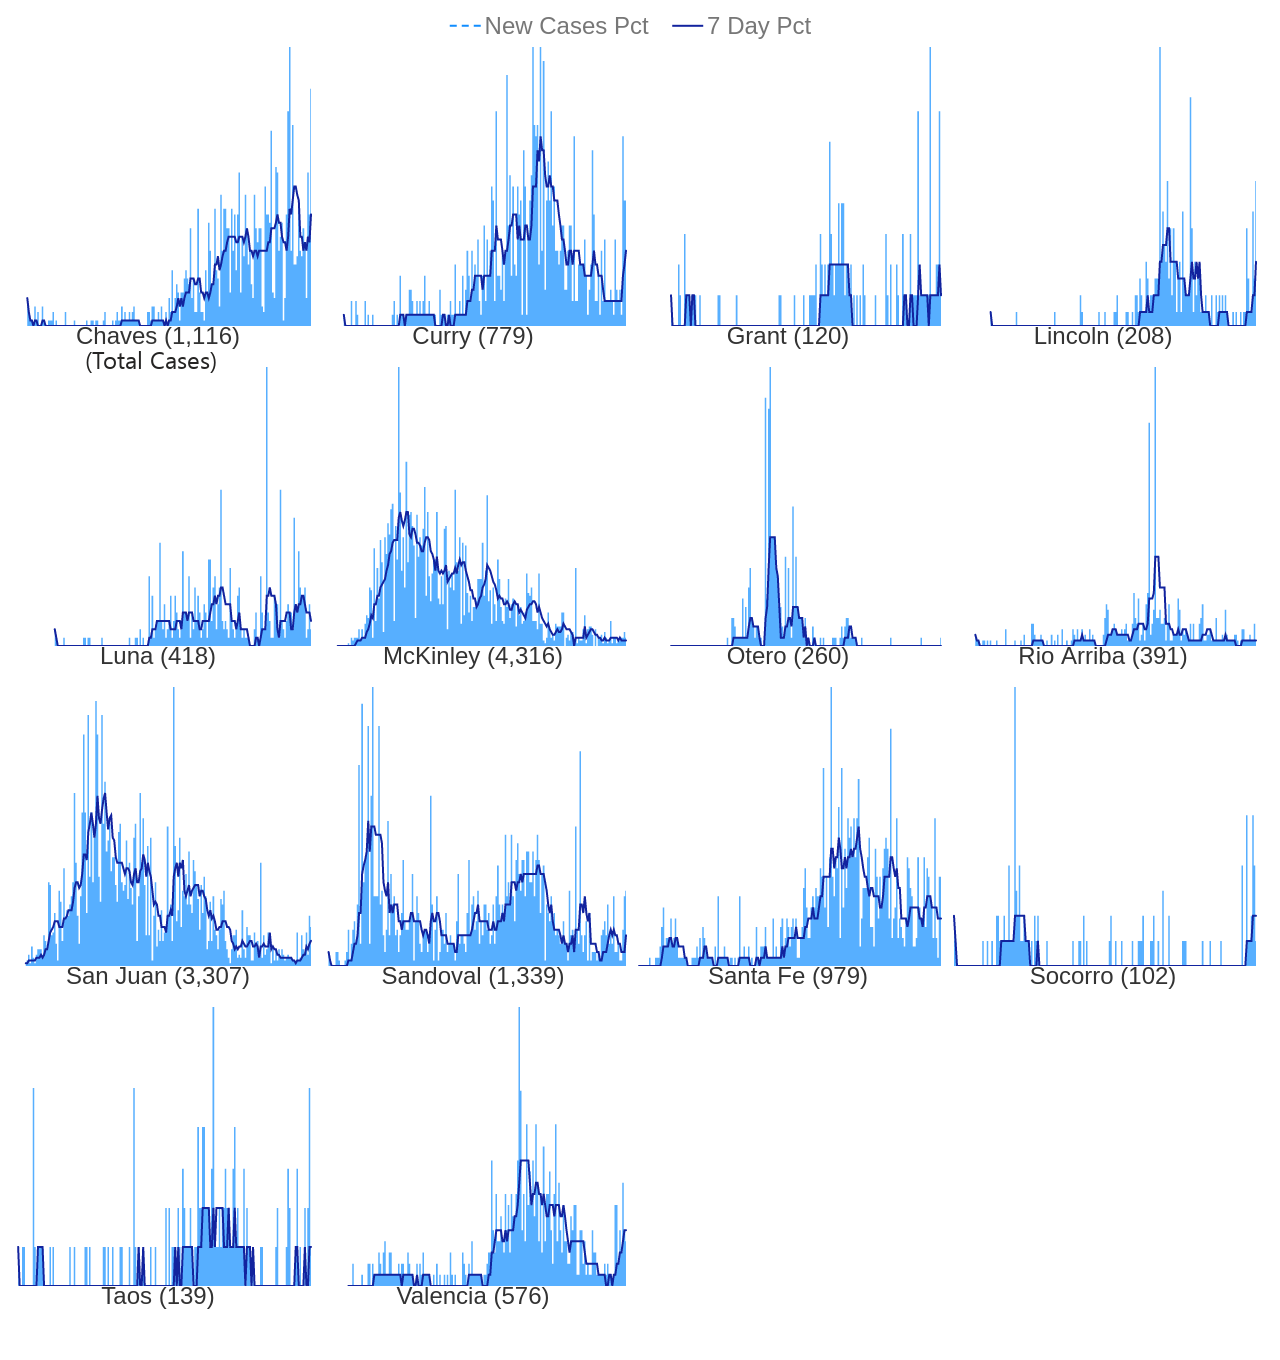 New Cases Pct 7 Day Pct
Chaves (1,116) Curry (779) Grant (120) Lincoln (208)
(Total Cases)
Luna (418) McKinley (4,316) Otero (260) Rio Arriba (391)
San Juan (3,307) Sandoval (1,339) Santa Fe (979) Socorro (102)
Taos (139) Valencia (576)